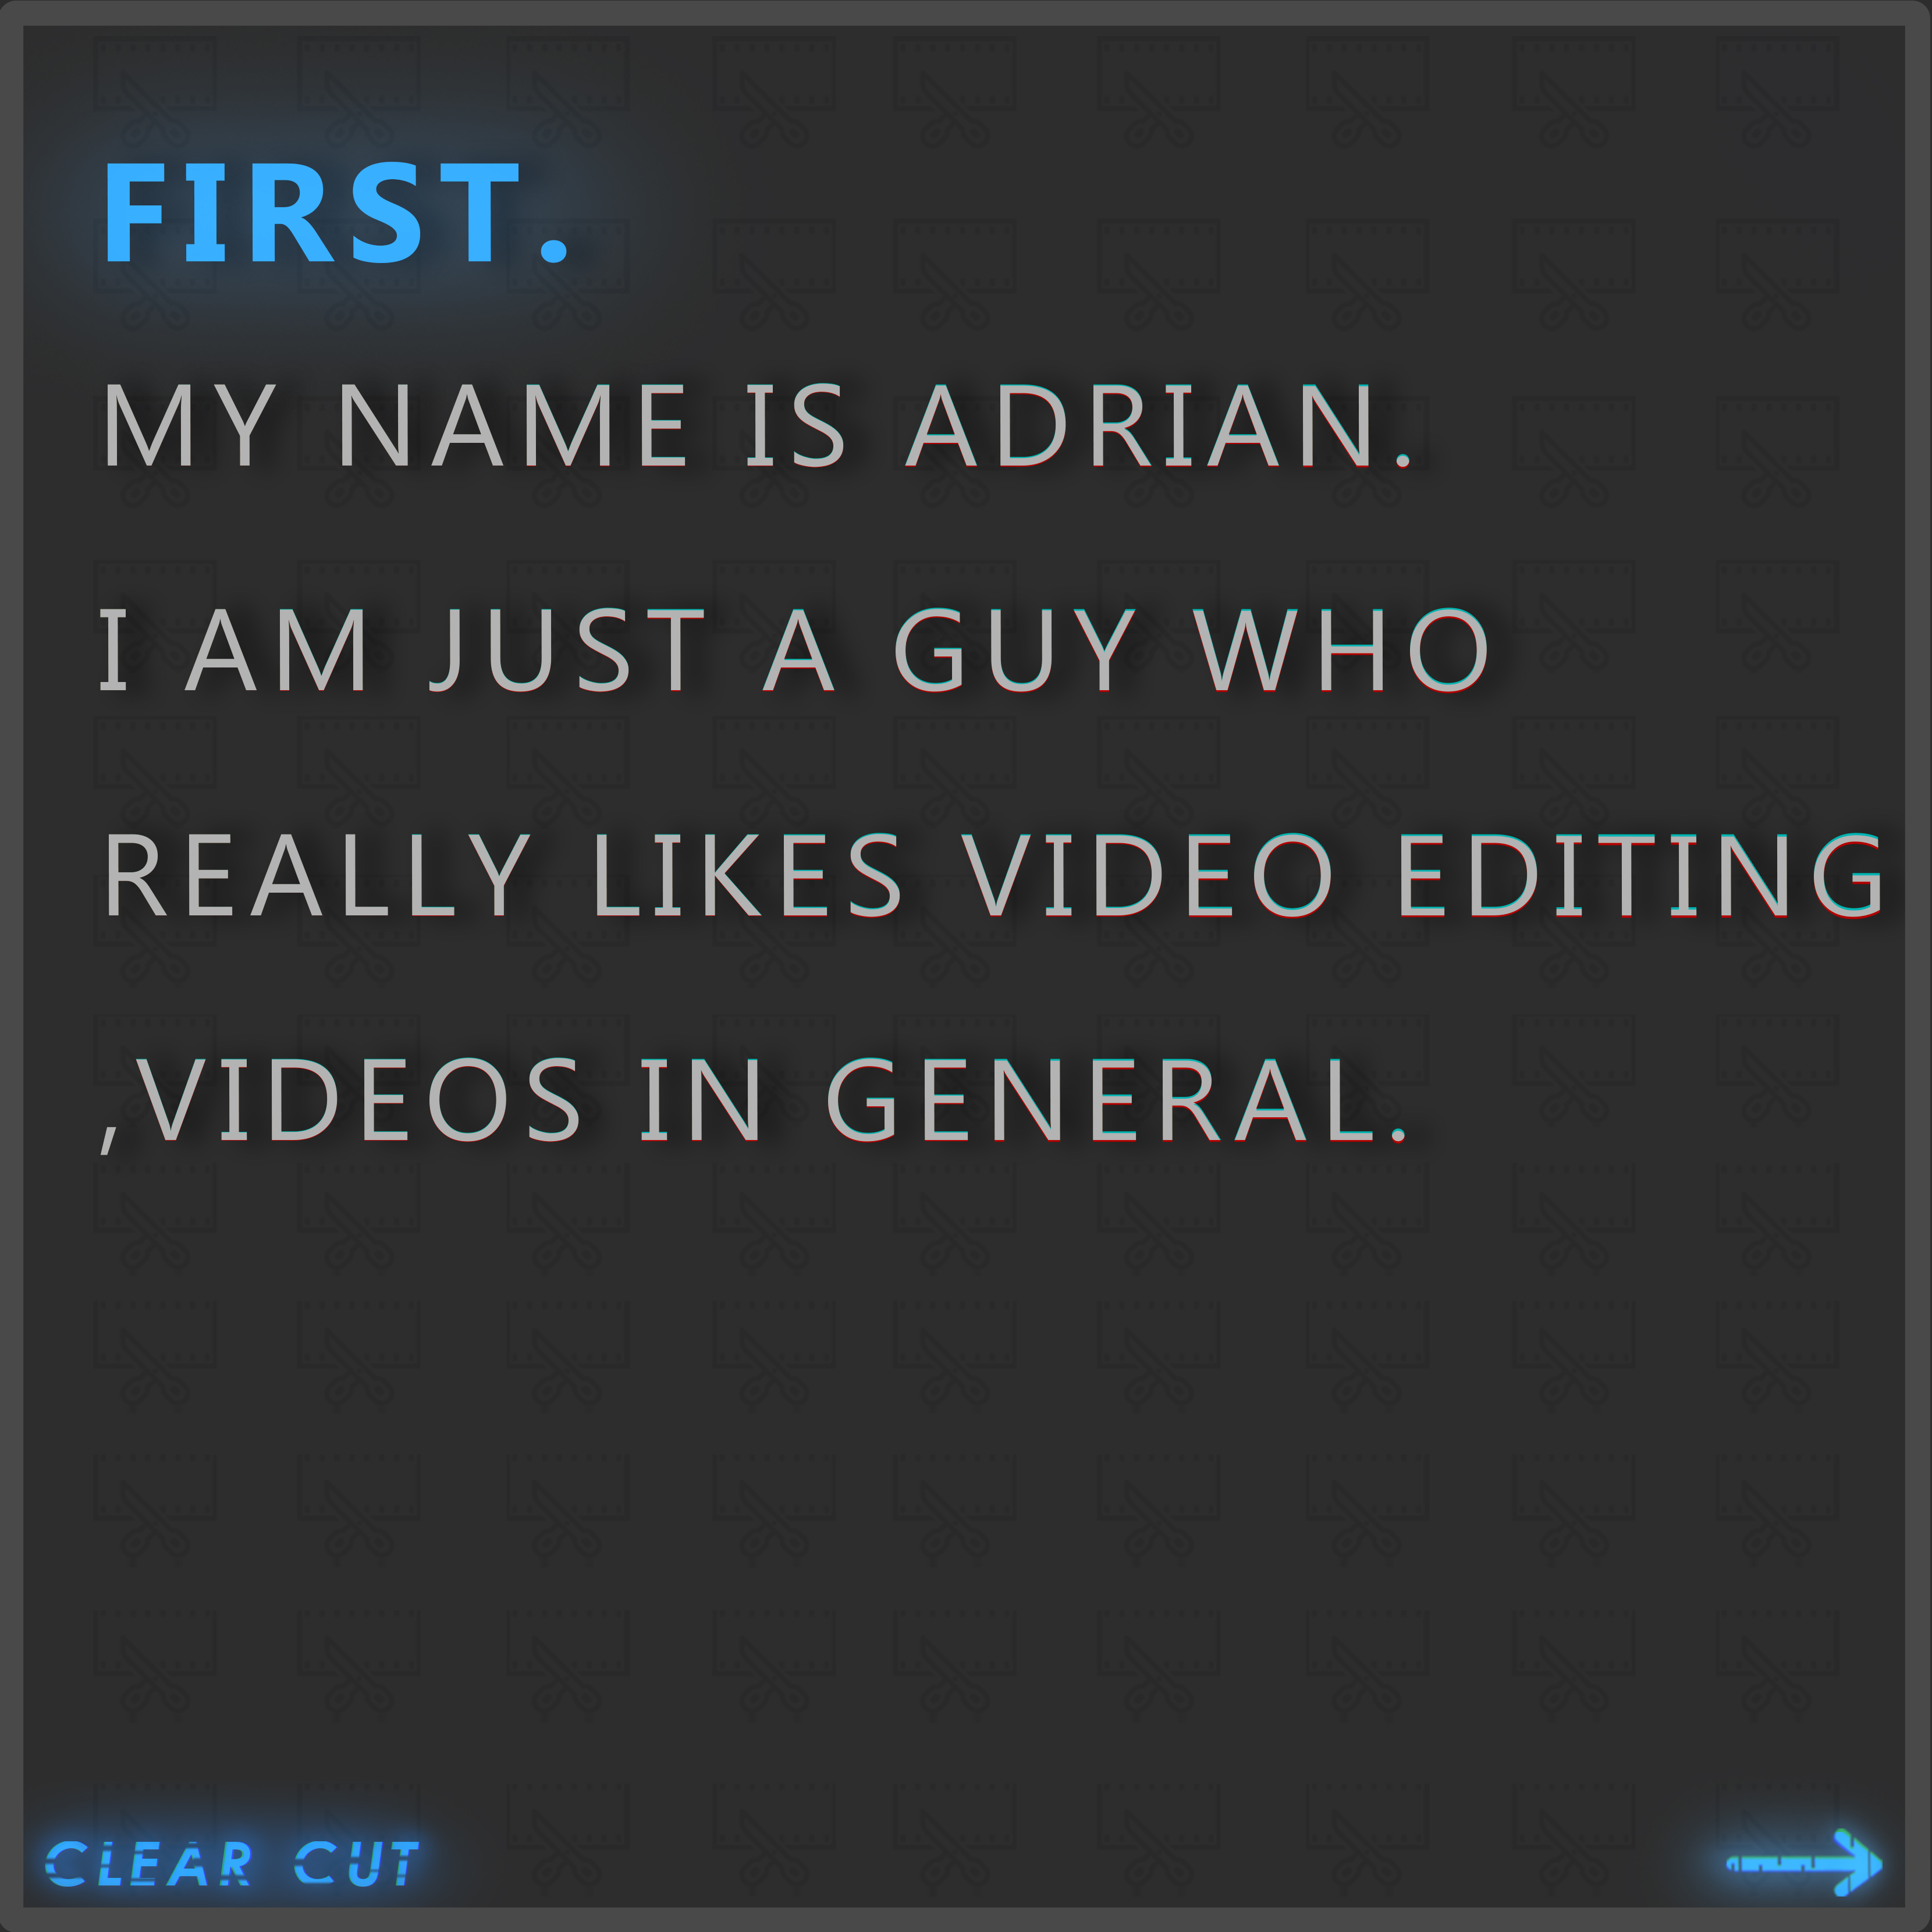 FIRST.
MY NAME IS ADRIAN.
I AM JUST A GUY WHO
REALLY LIKES VIDEO EDITING
,VIDEOS IN GENERAL.
CLEAR CUT